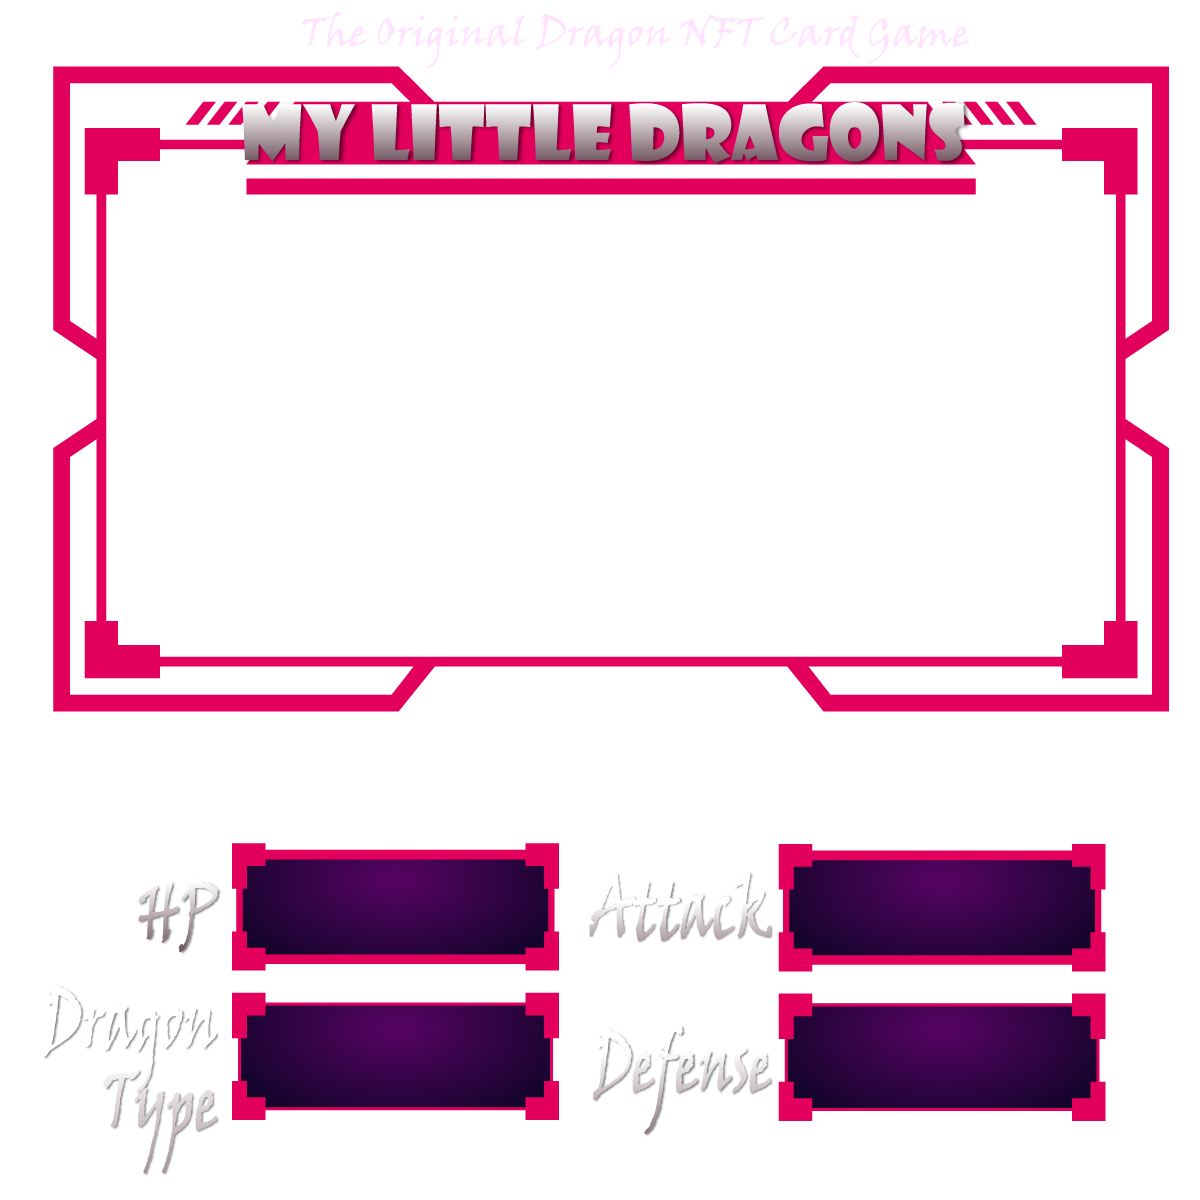 The Original Dragon NFT Card Game
MY LITTLE DRAGONS
HP
Attack
Dragon
Type
Defense